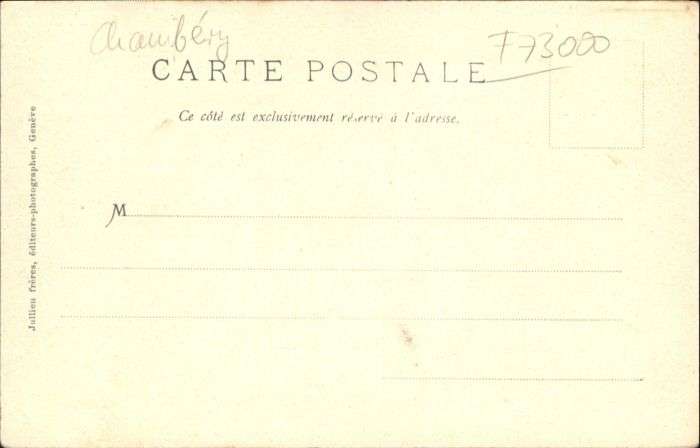 Chambéry
F73000
CARTE POSTALE
Ce côté est exclusivement réservé à l'adresse.
M
Jullien frères, éditeurs-photographes, Genève